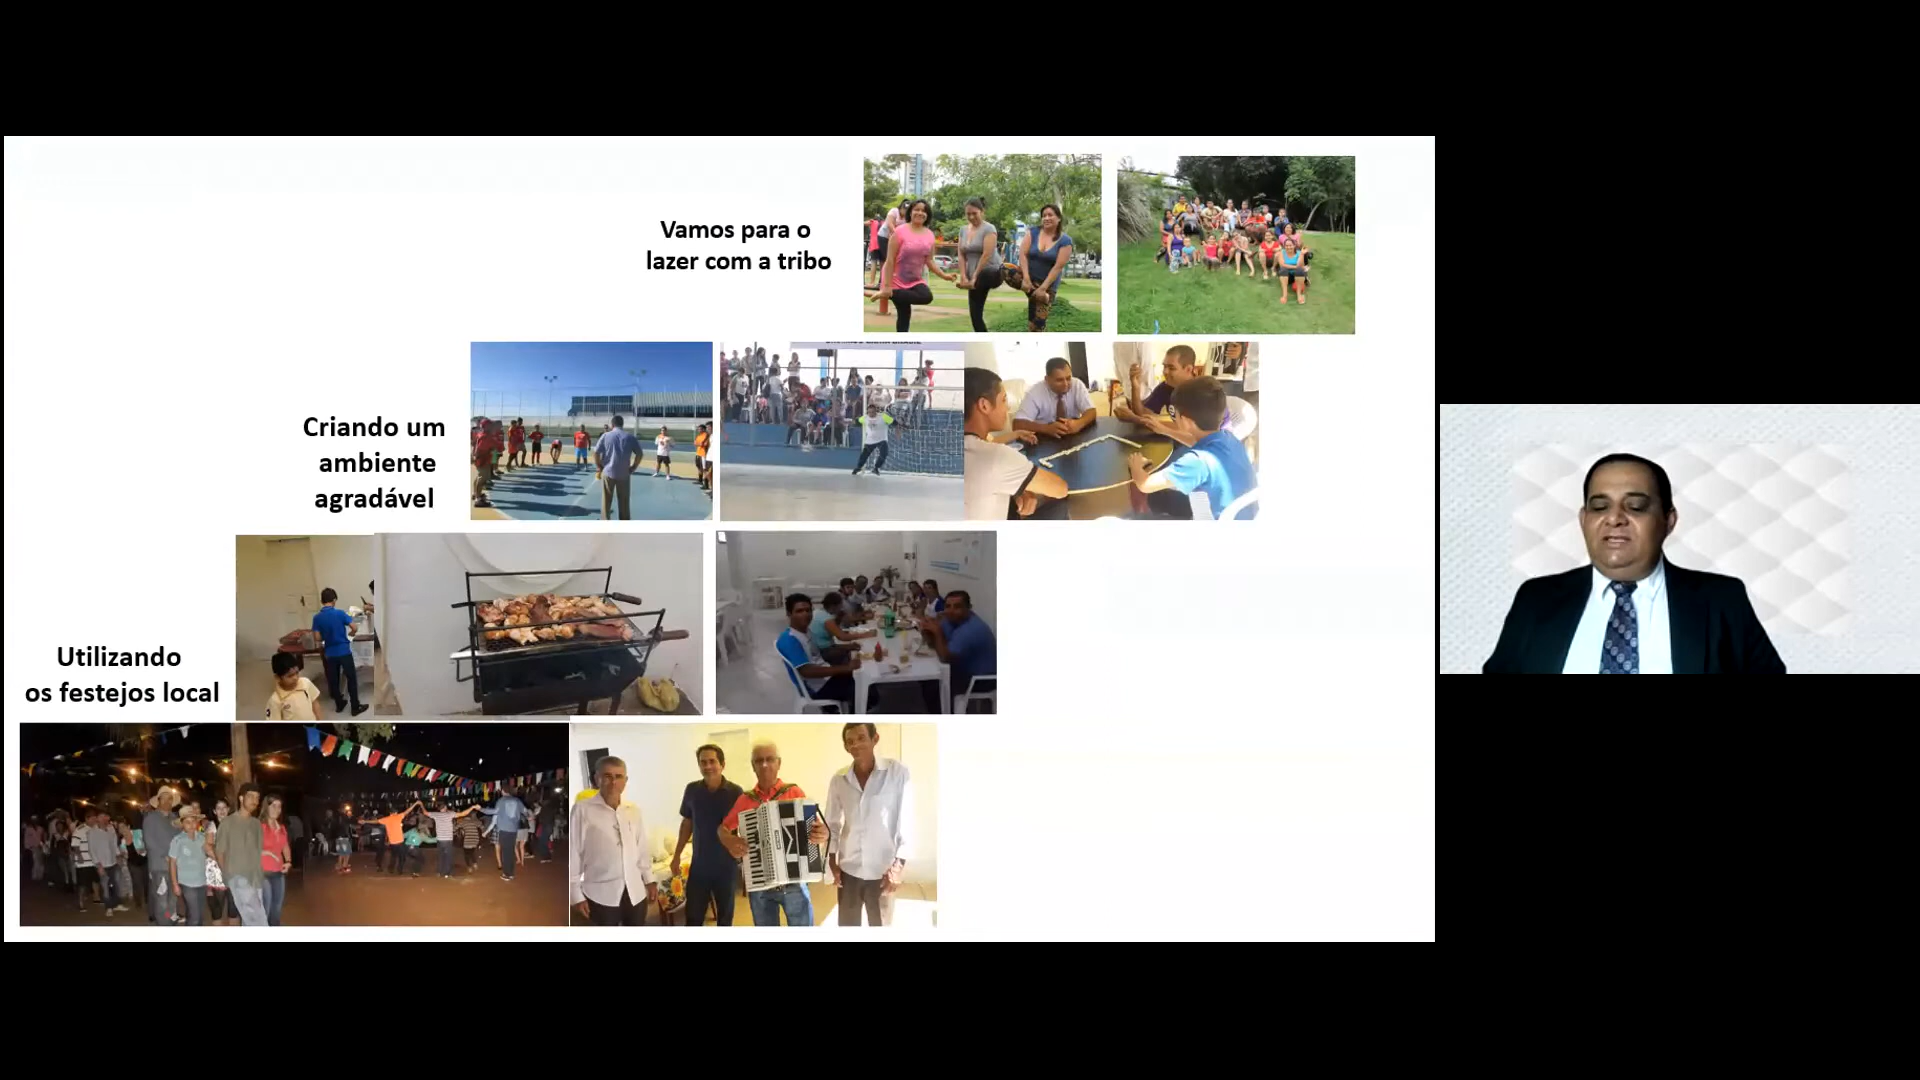 Vamos para o
lazer com a tribo
Criando um
ambiente
agradável
Utilizando
os festejos local